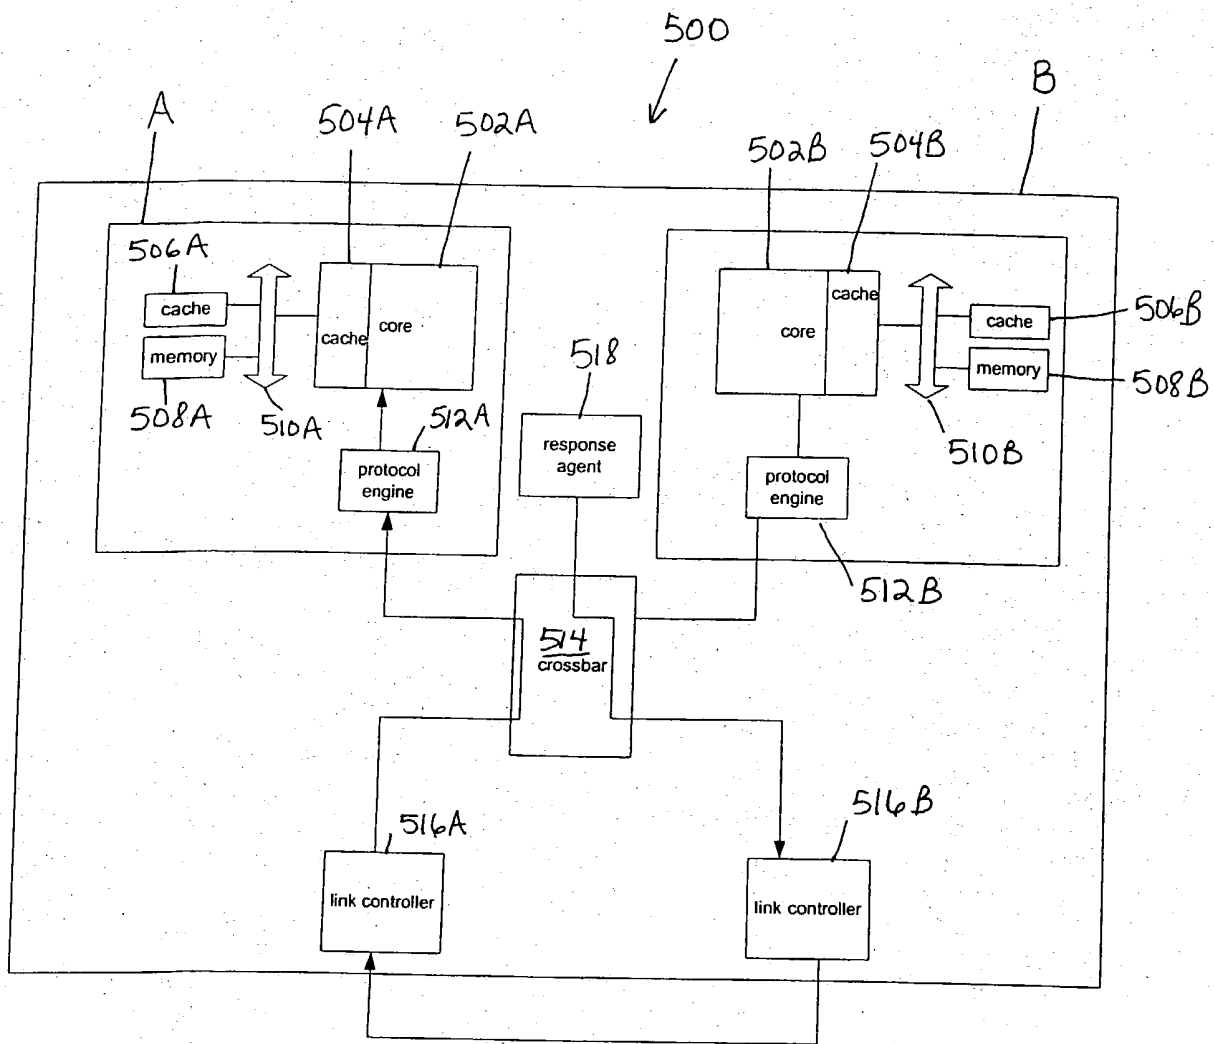 500
A
B
504A
502A
502B
504B
506A
cache
memory
508A
510A
cache
core
512A
protocol
engine
518
response
agent
core
cache
cache
506B
memory
508B
510B
protocol
engine
512B
514
crossbar
516A
link controller
516B
link controller